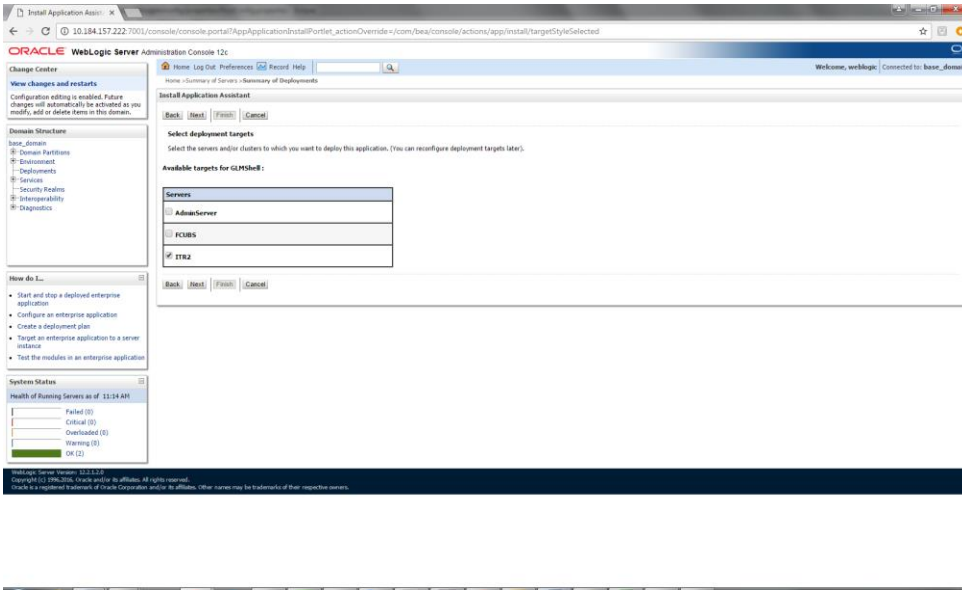 Install Application Assist
10.184.157.222:7001/console/console.portal?AppApplicationInstallPortlet_actionOverride=/com/bea/console/actions/app/install/targetStyleSelected
ORACLE WebLogic Server Administration Console 12c
Change Center
View changes and restarts
Configuration editing is enabled. Future
changes will automatically be activated as you
modify, add or delete items in this domain.
Domain Structure
base_domain
Domain Partitions
Environment
Deployments
Services
Security Realms
Interoperability
Diagnostics
How do I...
Start and stop a deployed enterprise
application
Configure an enterprise application
Create a deployment plan
Target an enterprise application to a server
instance
Test the modules in an enterprise application
System Status
Health of Running Servers as of 11:14 AM
Failed (0)
Critical (0)
Overloaded (0)
Warning (0)
OK (2)
Home Log Out Preferences Record Help
Welcome, weblogic Connected to: base_domain
Home >Summary of Servers >Summary of Deployments
Install Application Assistant
Back Next Finish Cancel
Select deployment targets
Select the servers and/or clusters to which you want to deploy this application. (You can reconfigure deployment targets later).
Available targets for GLMShell :
Servers
AdminServer
FCUBS
ITR2
Back Next Finish Cancel
WebLogic Server Version: 12.2.1.2.0
Copyright (c) 1996,2016, Oracle and/or its affiliates. All rights reserved.
Oracle is a registered trademark of Oracle Corporation and/or its affiliates. Other names may be trademarks of their respective owners.